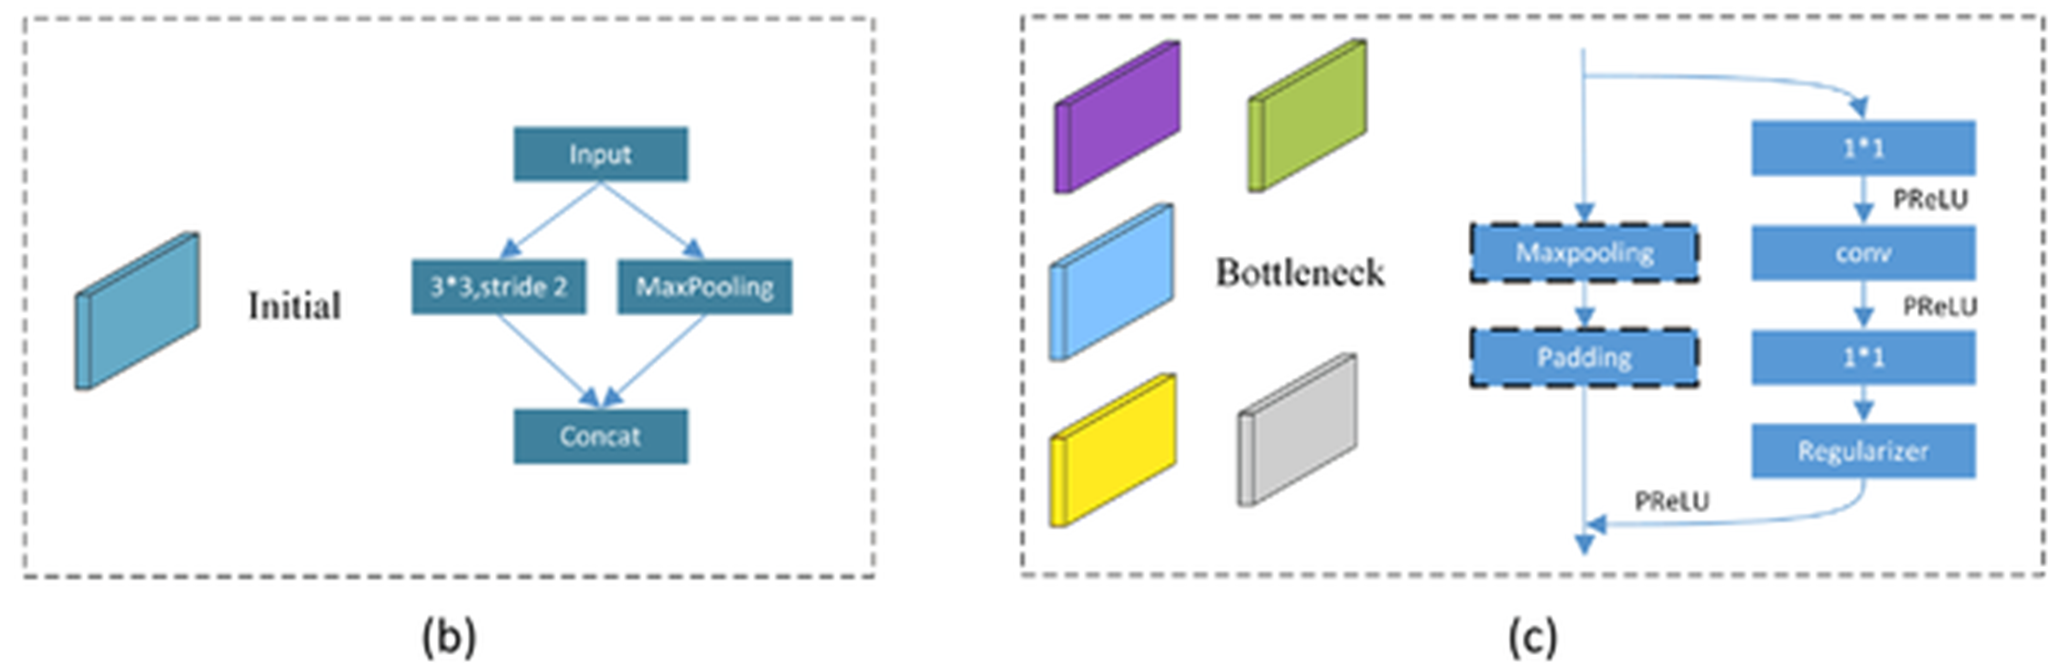 Input
3*3,stride 2
MaxPooling
Initial
Concat
(b)
1*1
PReLU
Maxpooling
conv
Bottleneck
PReLU
Padding
1*1
Regularizer
PReLU
(c)